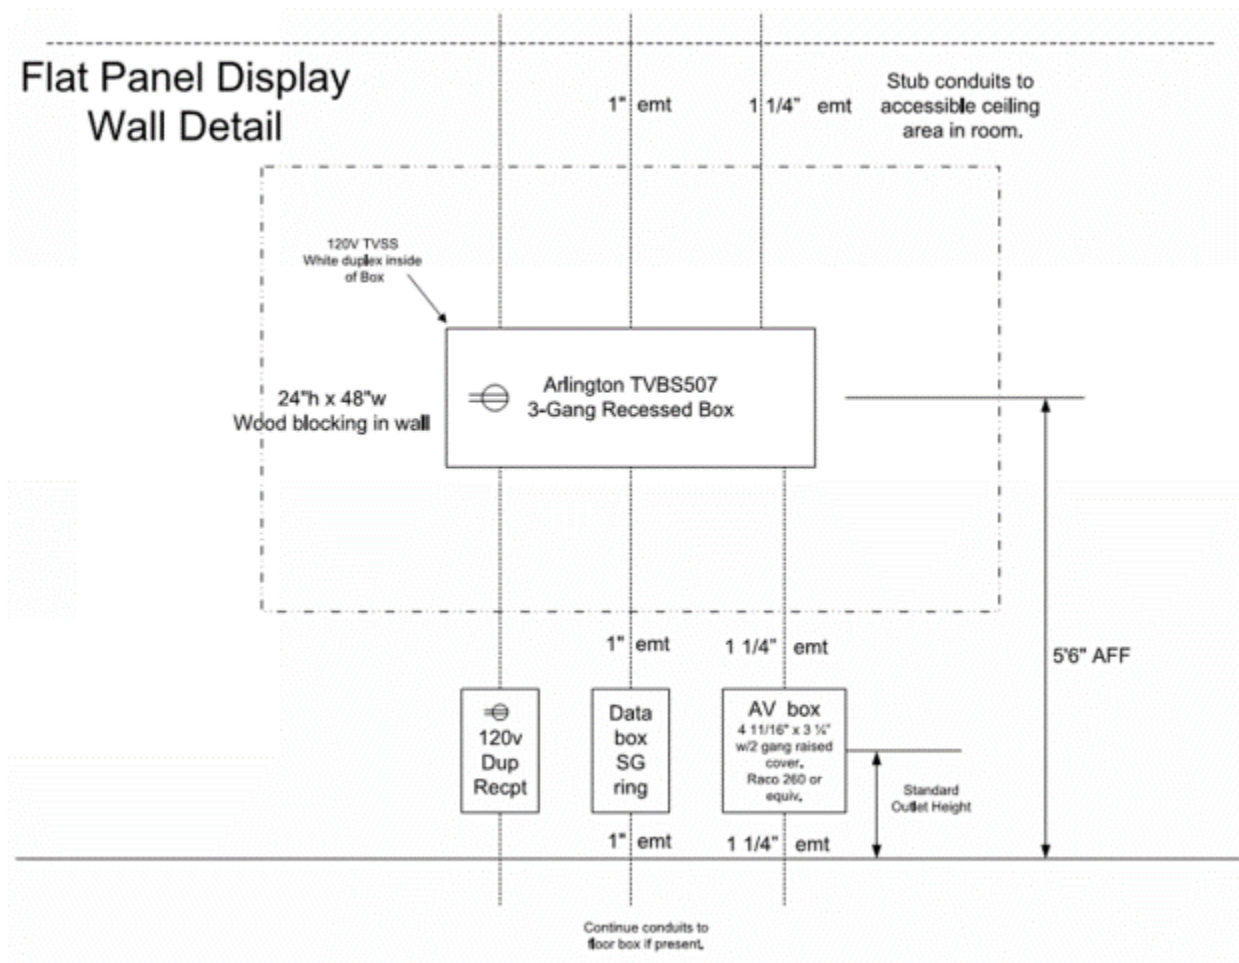 Flat Panel Display
Wall Detail
1" emt
1 1/4" emt
Stub conduits to
accessible ceiling
area in room.
120V TVSS
White duplex inside
of Box
24"h x 48"w
Wood blocking in wall
Arlington TVBS507
3-Gang Recessed Box
1" emt
1 1/4" emt
5'6" AFF
120v
Dup
Recpt
Data
box
SG
ring
AV box
4 11/16" x 3 ¼"
w/2 gang raised
cover.
Raco 260 or
equiv.
Standard
Outlet Height
1" emt
1 1/4" emt
Continue conduits to
floor box if present.